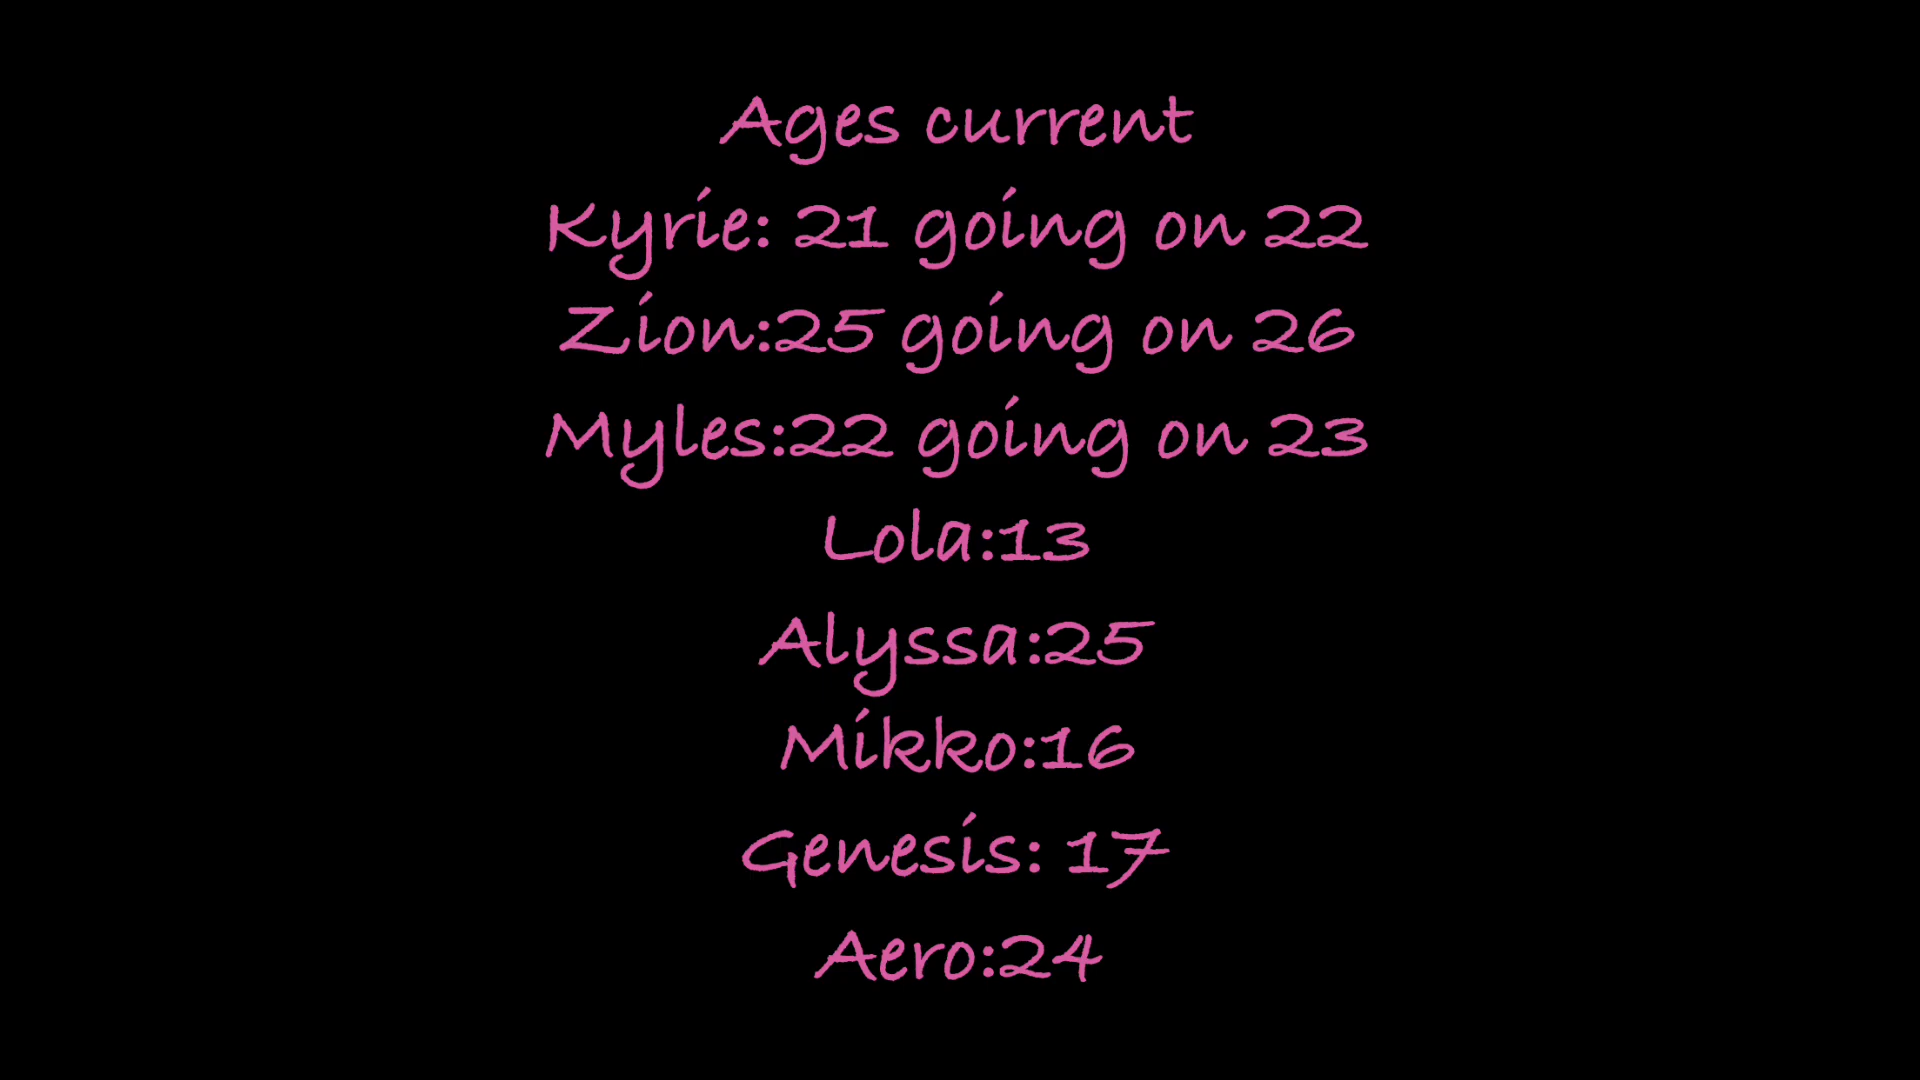 Ages current
Kyrie: 21 going on 22
Zion:25 going on 26
Myles:22 going on 23
Lola:13
Alyssa:25
Mikko:16
Genesis: 17
Aero:24